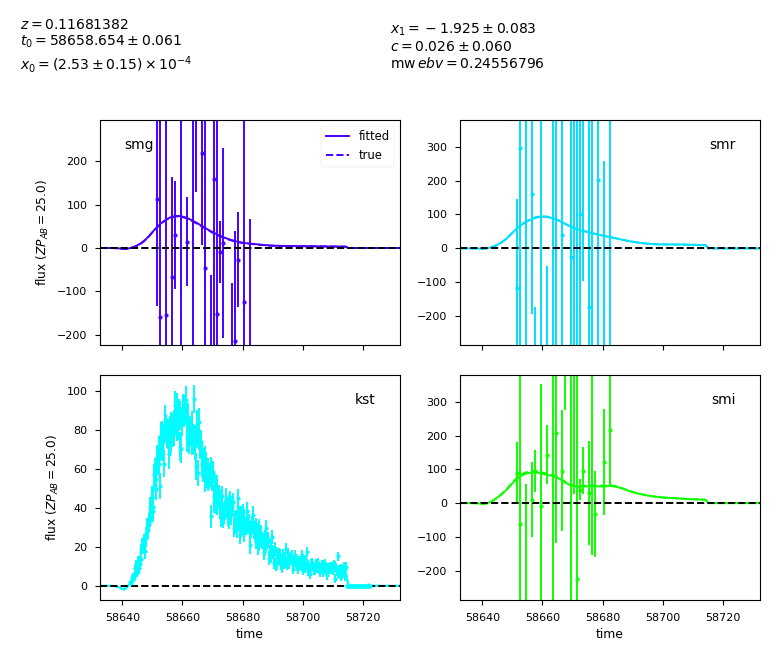 z = 0.11681382
t₀ = 58658.654 ± 0.061
x₀ = (2.53 ± 0.15) × 10⁻⁴
x₁ = −1.925 ± 0.083
c = 0.026 ± 0.060
mw ebv = 0.24556796
smg
fitted
true
200
100
0
−100
−200
flux (ZP_AB = 25.0)
smr
300
200
100
0
−100
−200
kst
100
80
60
40
20
0
flux (ZP_AB = 25.0)
58640 58660 58680 58700 58720
time
smi
300
200
100
0
−100
−200
58640 58660 58680 58700 58720
time